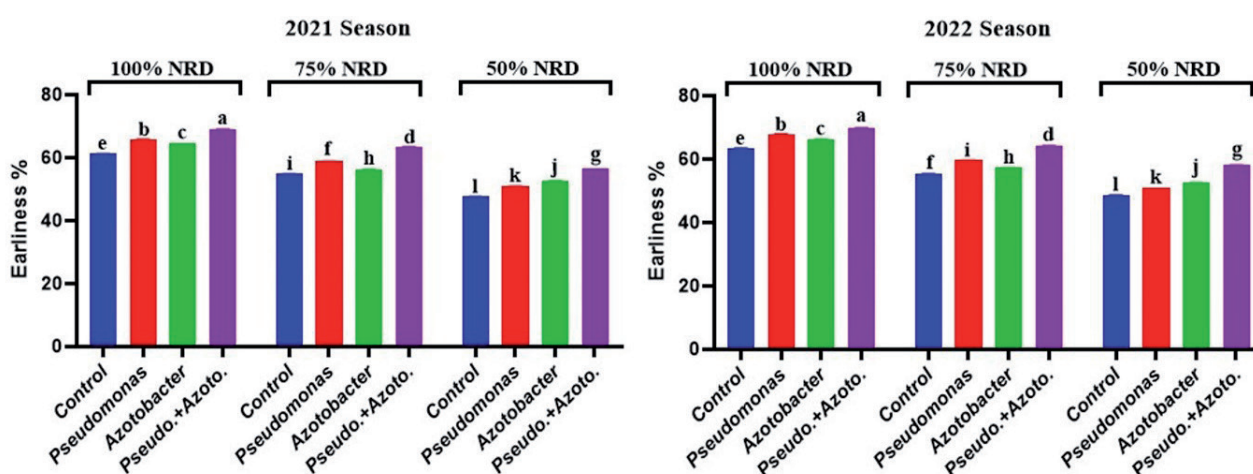 2021 Season
100% NRD 75% NRD 50% NRD
Earliness %
80
60
40
20
0
e b c a i f h d l k j g
Control Pseudomonas Azotobacter Pseudo.+Azoto. Control Pseudomonas Azotobacter Pseudo.+Azoto. Control Pseudomonas Azotobacter Pseudo.+Azoto.
2022 Season
100% NRD 75% NRD 50% NRD
Earliness %
80
60
40
20
0
e b c a f i h d l k j g
Control Pseudomonas Azotobacter Pseudo.+Azoto. Control Pseudomonas Azotobacter Pseudo.+Azoto. Control Pseudomonas Azotobacter Pseudo.+Azoto.